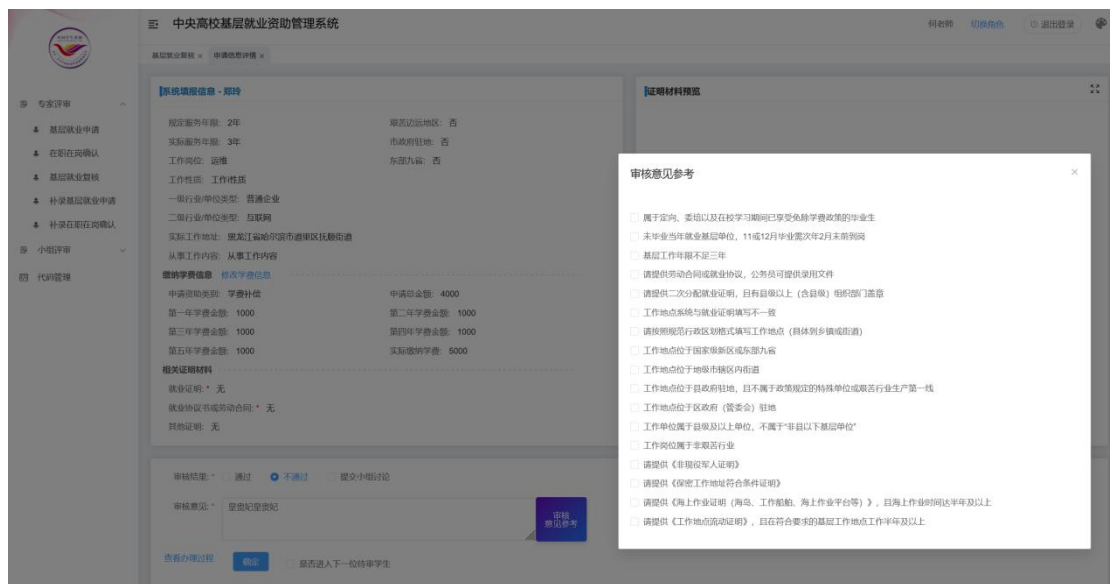 中央高校基层就业资助管理系统
何老师 切换角色 退出登录
基层就业复核 × 申请信息详情 ×
专家评审
基层就业申请
在职在岗确认
基层就业复核
补录基层就业申请
补录在职在岗确认
小组评审
代码管理
系统填报信息 - 郑玲
规定服务年限: 2年 艰苦边远地区: 否
实际服务年限: 3年 市政府驻地: 否
工作岗位: 运维 东部九省: 否
工作性质: 工作性质
一级行业/单位类型: 普通企业
二级行业/单位类型: 互联网
实际工作地址: 黑龙江省哈尔滨市道里区抚顺街道
从事工作内容: 从事工作内容
缴纳学费信息 修改学费信息
申请资助类别: 学费补偿 申请总金额: 4000
第一年学费金额: 1000 第二年学费金额: 1000
第三年学费金额: 1000 第四年学费金额: 1000
第五年学费金额: 1000 实际缴纳学费: 5000
相关证明材料
就业证明: * 无
就业协议书或劳动合同: * 无
其他证明: 无
审核结果: * 通过 不通过 提交小组讨论
审核意见: * 皇贵妃皇贵妃
审核
意见参考
查看办理过程 确定 是否进入下一位待审学生
证明材料预览
审核意见参考 ×
属于定向、委培以及在校学习期间已享受免除学费政策的毕业生
未毕业当年就业基层单位，11或12月毕业需次年2月末前到岗
基层工作年限不足三年
请提供劳动合同或就业协议，公务员可提供录用文件
请提供二次分配就业证明，且有县级以上（含县级）组织部门盖章
工作地点系统与就业证明填写不一致
请按照规范行政区划格式填写工作地点（具体到乡镇或街道）
工作地点位于国家级新区或东部九省
工作地点位于地级市辖区内街道
工作地点位于县政府驻地，且不属于政策规定的特殊单位或艰苦行业生产第一线
工作地点位于区政府（管委会）驻地
工作单位属于县级及以上单位，不属于“非县以下基层单位”
工作岗位属于非艰苦行业
请提供《非现役军人证明》
请提供《保密工作地址符合条件证明》
请提供《海上作业证明（海岛、工作船舶、海上作业平台等）》，且海上作业时间达半年及以上
请提供《工作地点流动证明》，且在符合要求的基层工作地点工作半年及以上